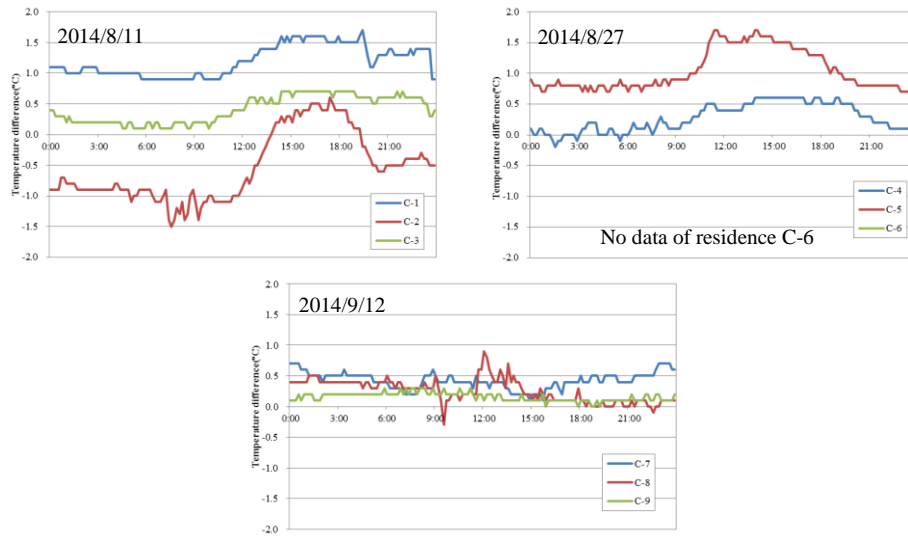 2014/8/11
Temperature difference(°C)
2.0
1.5
1.0
0.5
0.0
-0.5
-1.0
-1.5
-2.0
0:00 3:00 6:00 9:00 12:00 15:00 18:00 21:00
C-1
C-2
C-3
2014/8/27
Temperature difference(°C)
2.0
1.5
1.0
0.5
0.0
-0.5
-1.0
-1.5
-2.0
0:00 3:00 6:00 9:00 12:00 15:00 18:00 21:00
C-4
C-5
C-6
No data of residence C-6
2014/9/12
Temperature difference(°C)
2.0
1.5
1.0
0.5
0.0
-0.5
-1.0
-1.5
-2.0
0:00 3:00 6:00 9:00 12:00 15:00 18:00 21:00
C-7
C-8
C-9